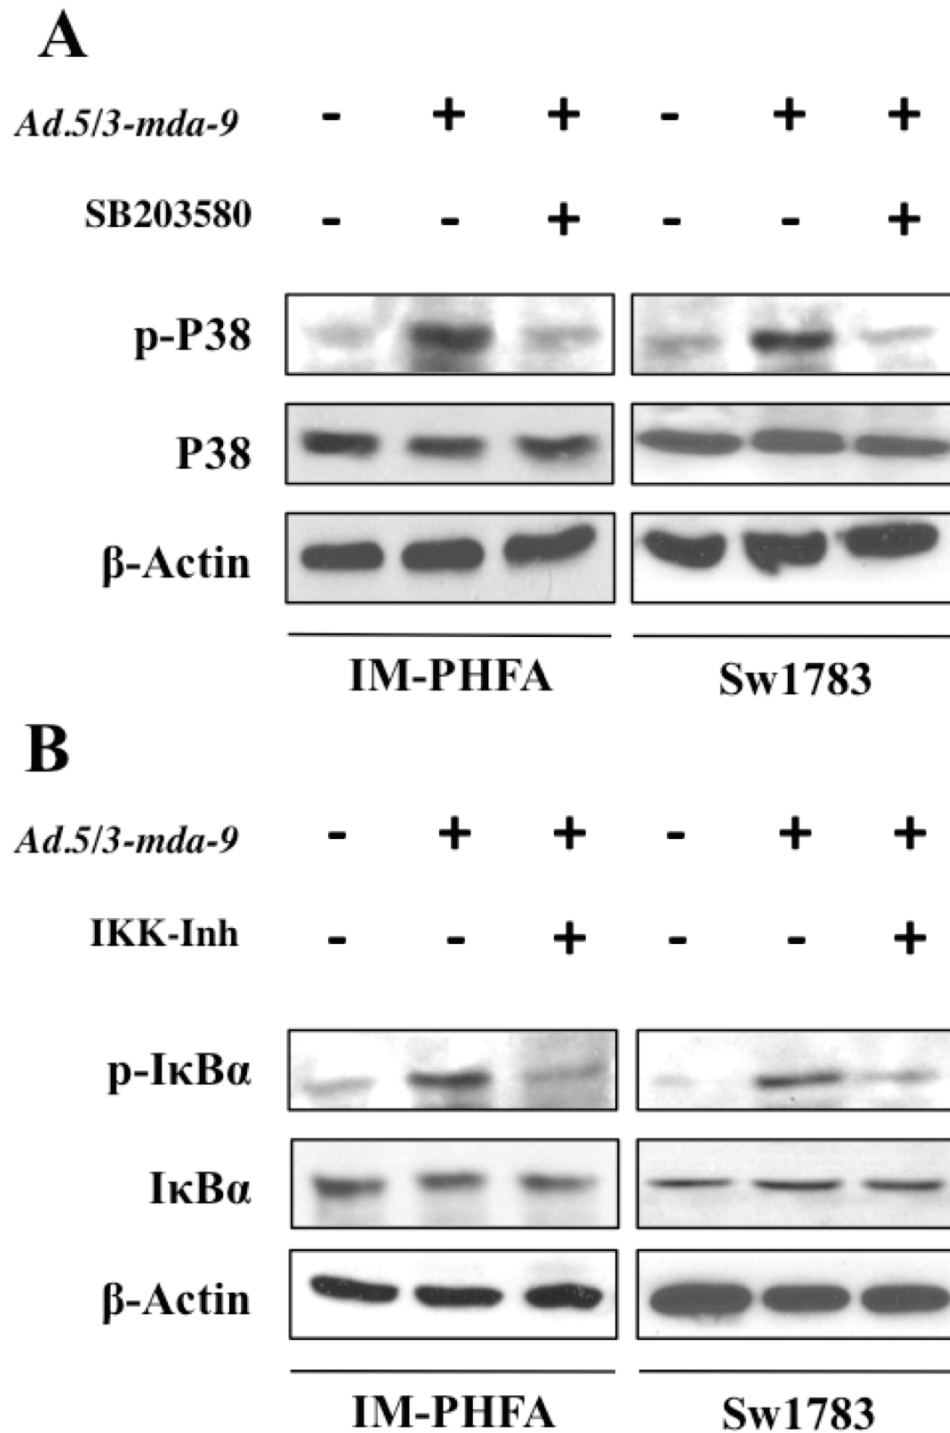 A
Ad.5/3-mda-9 - + + - + +
SB203580 - - + - - +
p-P38
P38
β-Actin
IM-PHFA Sw1783
B
Ad.5/3-mda-9 - + + - + +
IKK-Inh - - + - - +
p-IκBα
IκBα
β-Actin
IM-PHFA Sw1783